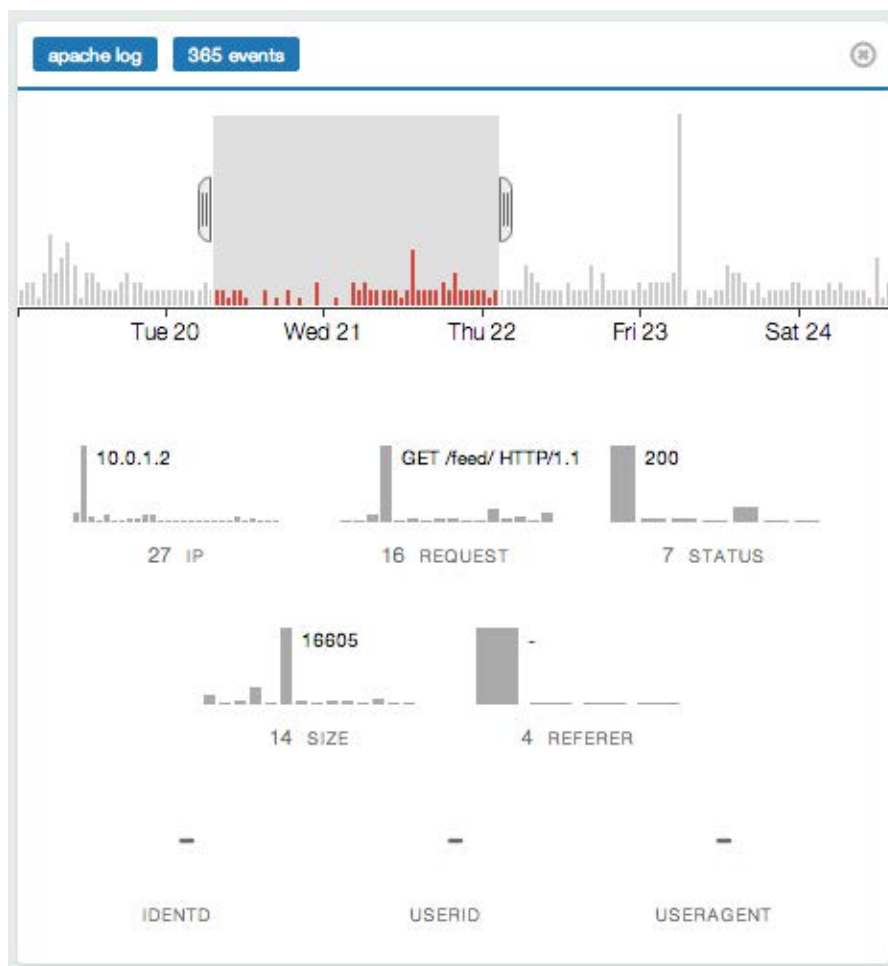 apache log 365 events
Tue 20 Wed 21 Thu 22 Fri 23 Sat 24
10.0.1.2 GET /feed/ HTTP/1.1 200
27 IP 16 REQUEST 7 STATUS
16605 -
14 SIZE 4 REFERER
- - -
IDENTD USERID USERAGENT